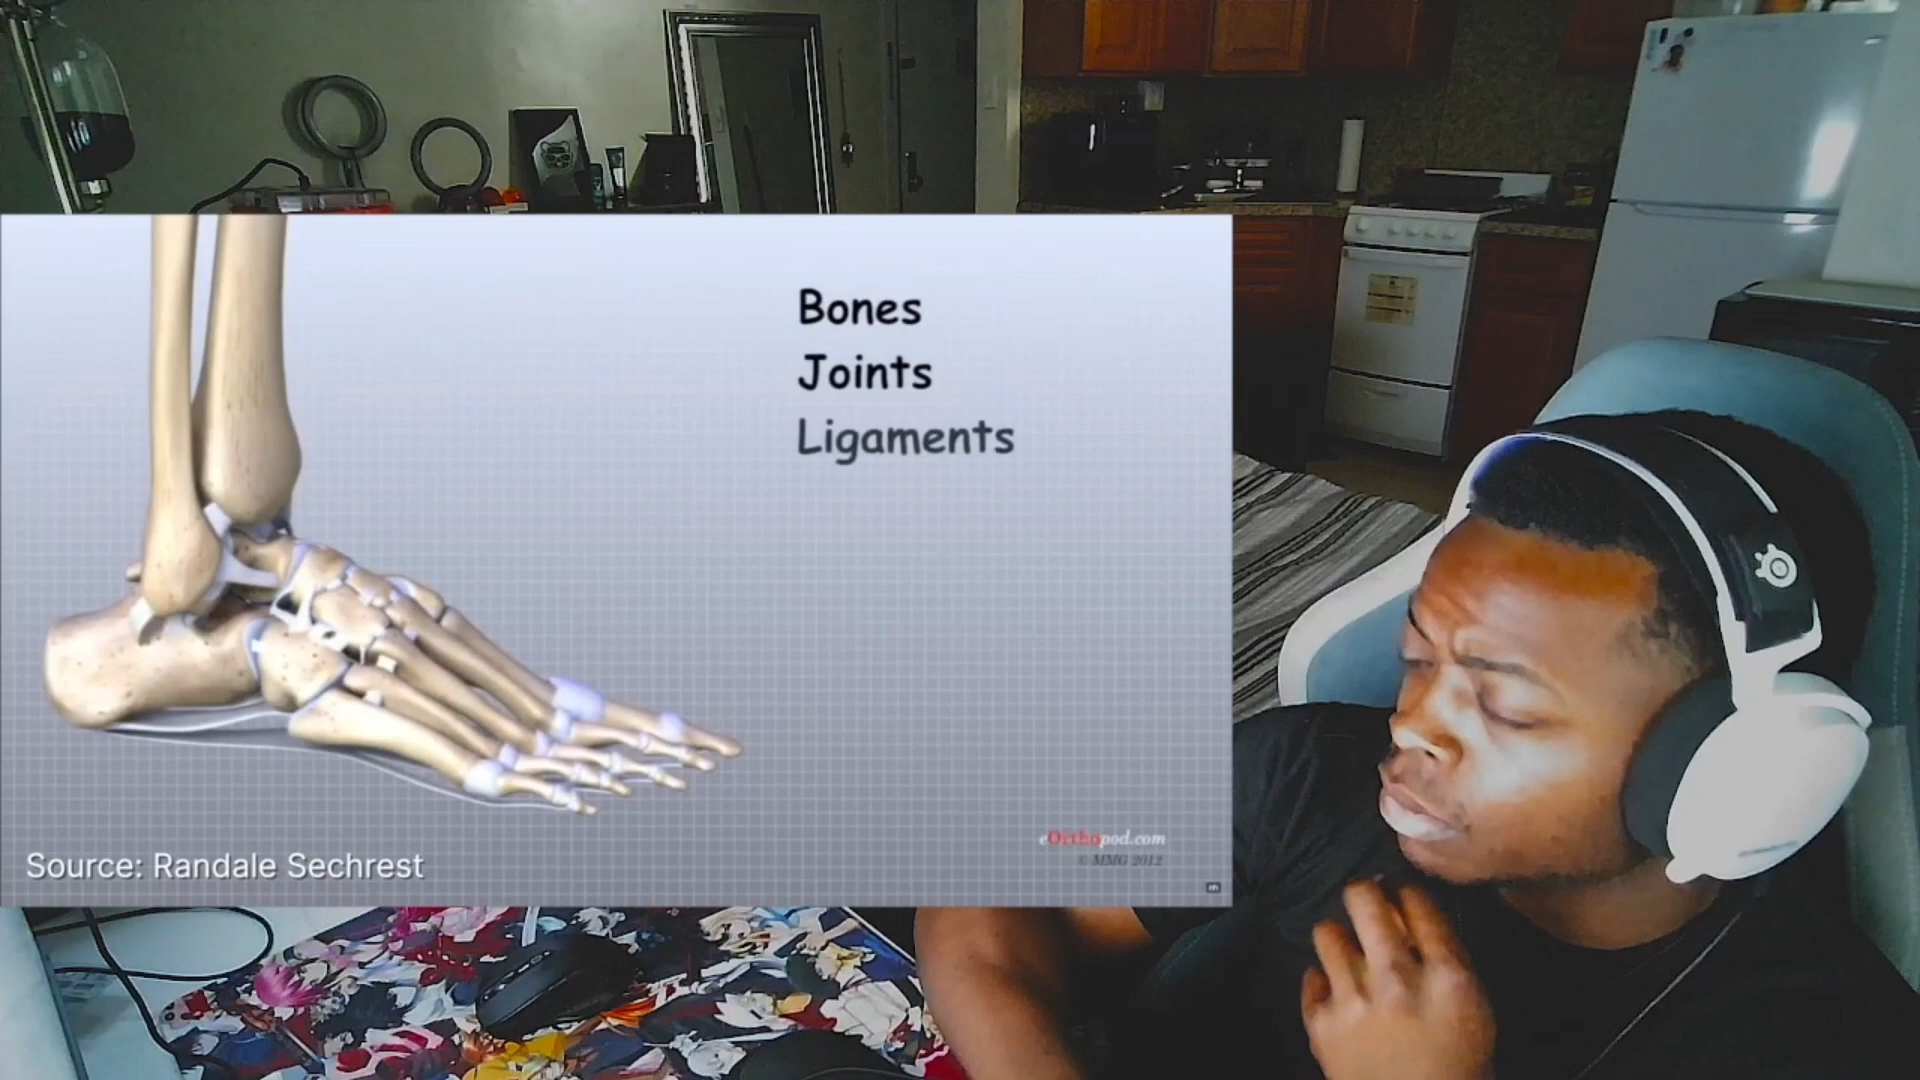 Bones
Joints
Ligaments
eOrthopod.com
© MMG 2012
Source: Randale Sechrest